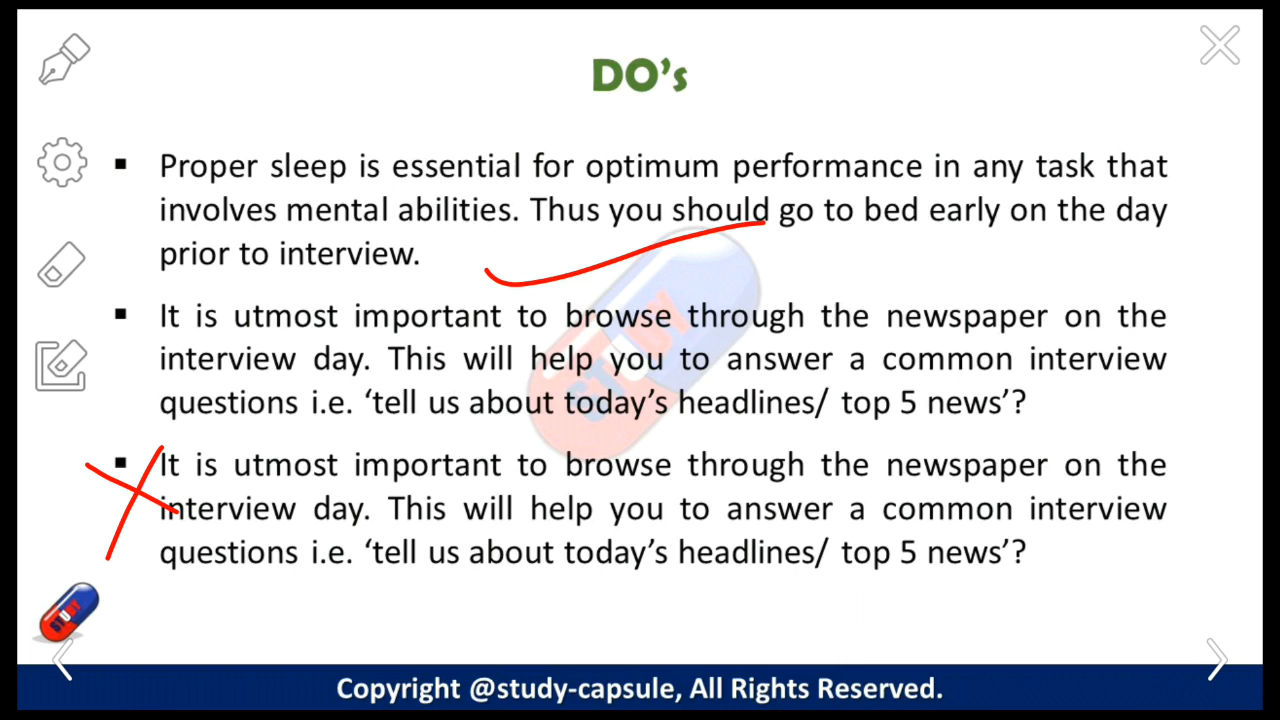 DO's
▪ Proper sleep is essential for optimum performance in any task that
involves mental abilities. Thus you should go to bed early on the day
prior to interview.
▪ It is utmost important to browse through the newspaper on the
interview day. This will help you to answer a common interview
questions i.e. ‘tell us about today’s headlines/ top 5 news’?
▪ It is utmost important to browse through the newspaper on the
interview day. This will help you to answer a common interview
questions i.e. ‘tell us about today’s headlines/ top 5 news’?
STUDY
STUDY
Copyright @study-capsule, All Rights Reserved.